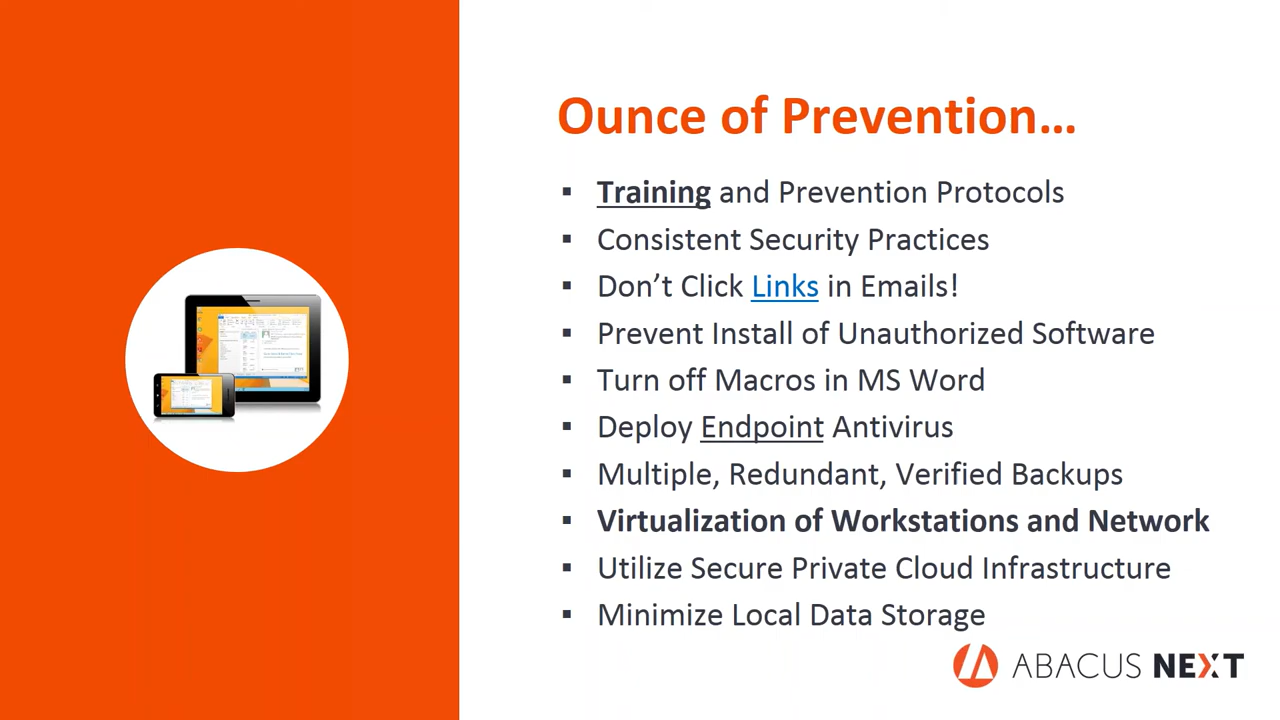 Ounce of Prevention…
▪ Training and Prevention Protocols
▪ Consistent Security Practices
▪ Don’t Click Links in Emails!
▪ Prevent Install of Unauthorized Software
▪ Turn off Macros in MS Word
▪ Deploy Endpoint Antivirus
▪ Multiple, Redundant, Verified Backups
▪ Virtualization of Workstations and Network
▪ Utilize Secure Private Cloud Infrastructure
▪ Minimize Local Data Storage
ABACUS NEXT